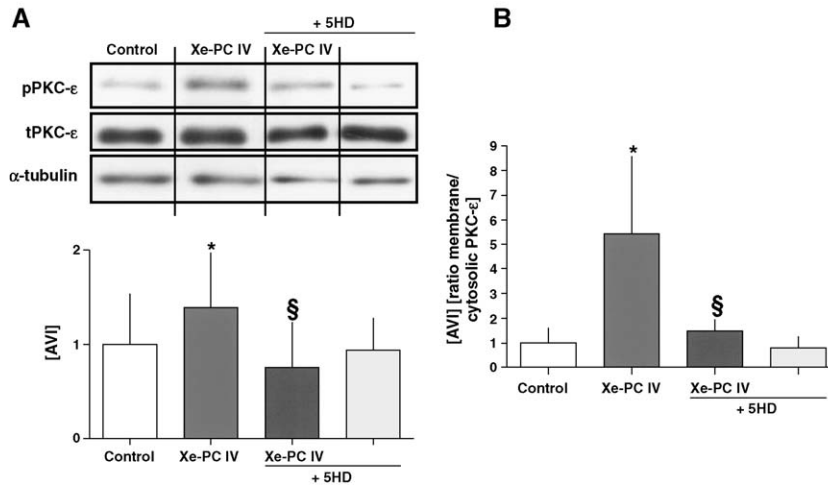 A
+ 5HD
Control Xe-PC IV Xe-PC IV
pPKC-ε
tPKC-ε
α-tubulin
[AVI]
2
1
0
*
§
Control Xe-PC IV Xe-PC IV
+ 5HD
B
[AVI] [ratio membrane/
cytosolic PKC-ε]
9
8
7
6
5
4
3
2
1
0
*
§
Control Xe-PC IV Xe-PC IV
+ 5HD